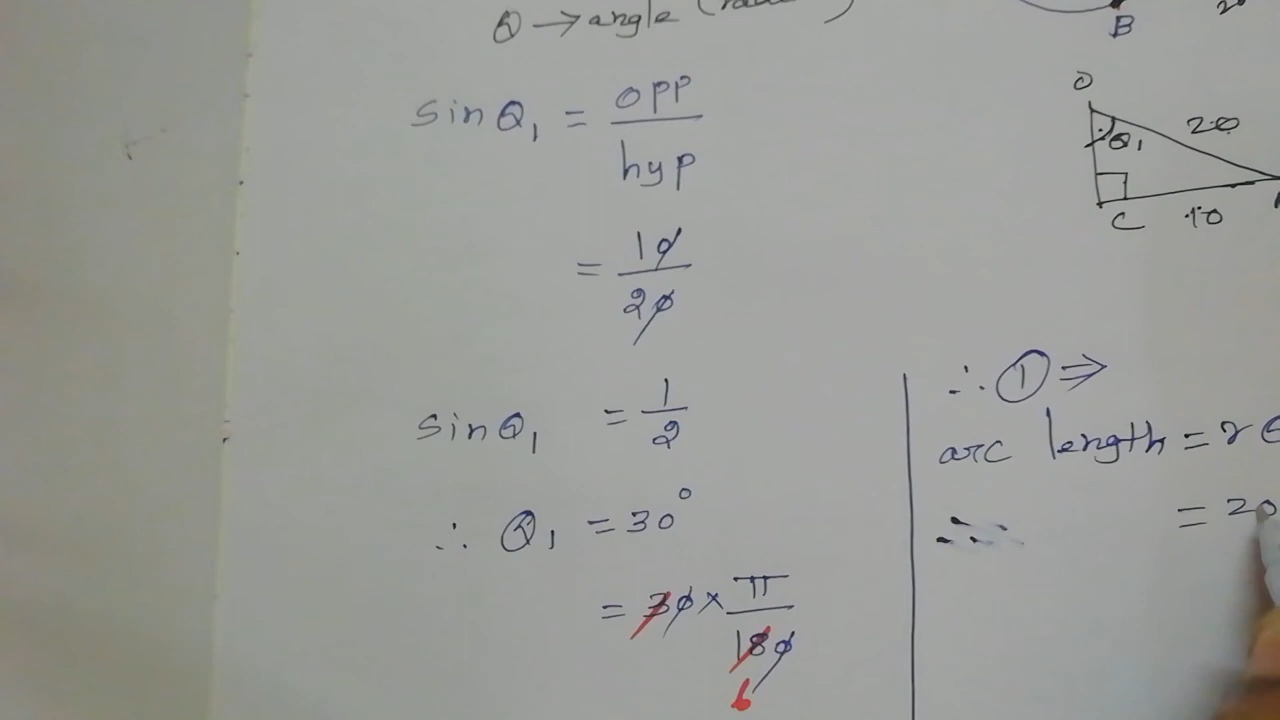 θ → angle (
B
sin θ₁ = opp/hyp
O
20
θ₁
C
10
= 10/20
sin θ₁ = 1/2
∴ θ₁ = 30°
= 30 × π/180
6
∴ ① ⇒
arc length = r
= 20